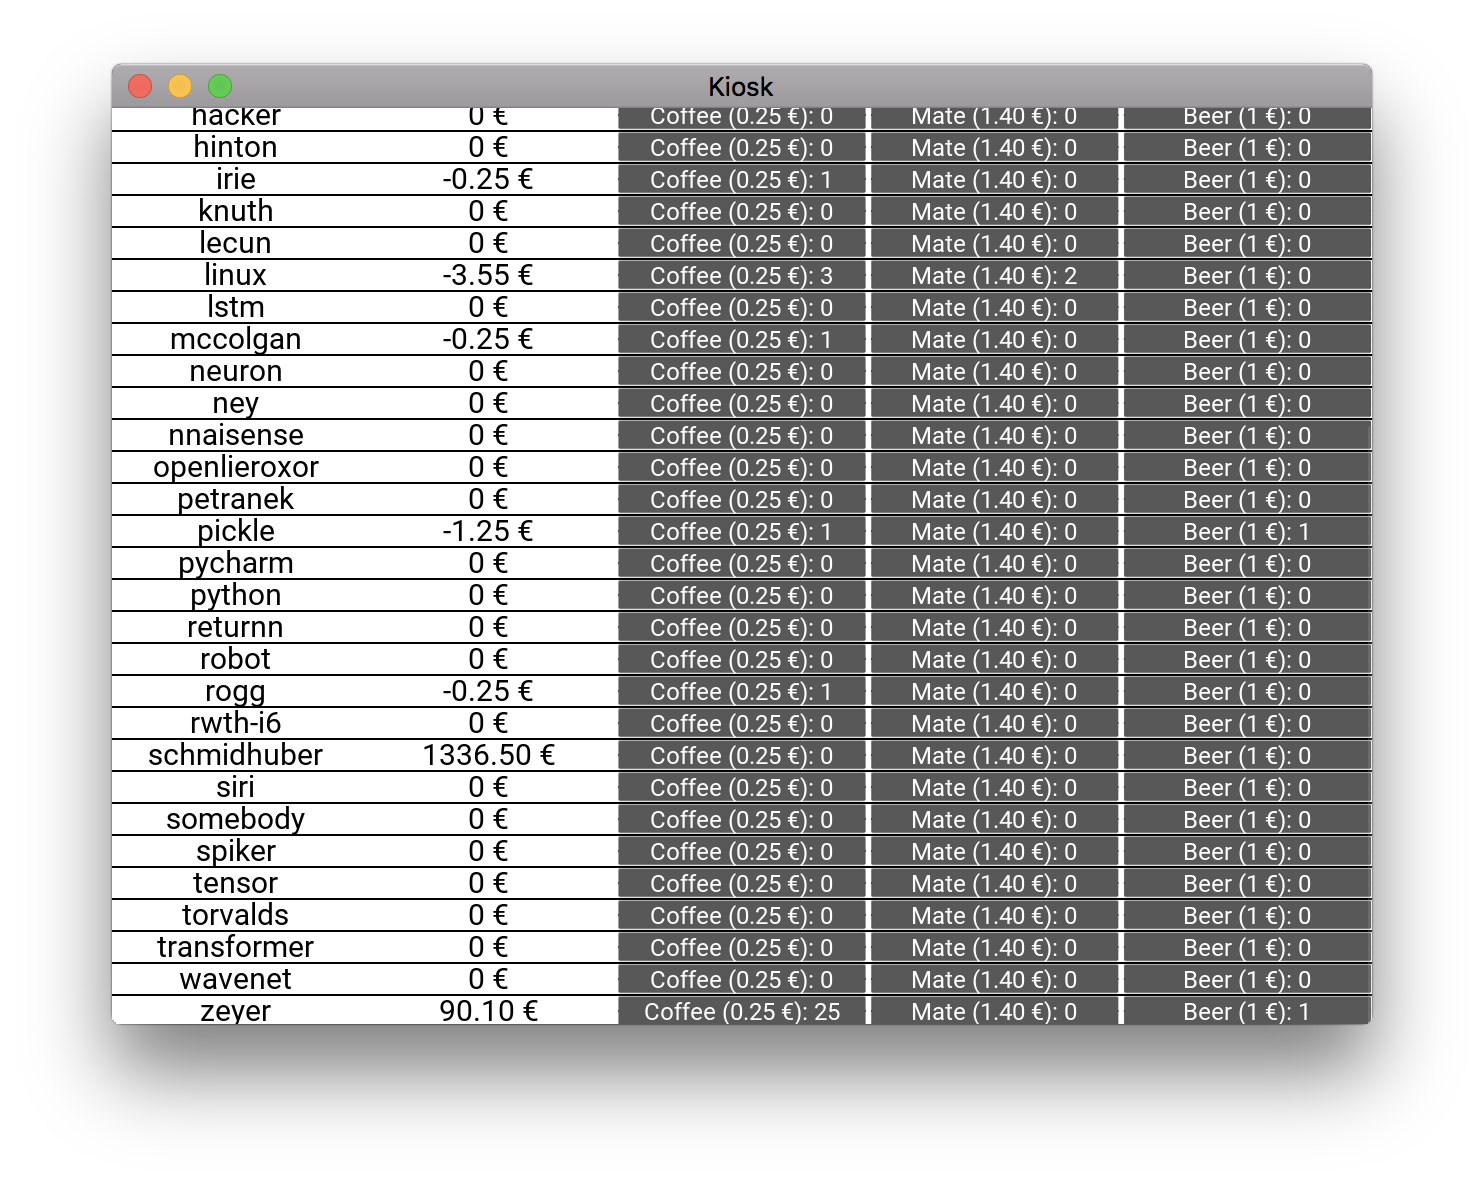 Kiosk
hacker 0 € Coffee (0.25 €): 0 Mate (1.40 €): 0 Beer (1 €): 0
hinton 0 € Coffee (0.25 €): 0 Mate (1.40 €): 0 Beer (1 €): 0
irie -0.25 € Coffee (0.25 €): 1 Mate (1.40 €): 0 Beer (1 €): 0
knuth 0 € Coffee (0.25 €): 0 Mate (1.40 €): 0 Beer (1 €): 0
lecun 0 € Coffee (0.25 €): 0 Mate (1.40 €): 0 Beer (1 €): 0
linux -3.55 € Coffee (0.25 €): 3 Mate (1.40 €): 2 Beer (1 €): 0
lstm 0 € Coffee (0.25 €): 0 Mate (1.40 €): 0 Beer (1 €): 0
mccolgan -0.25 € Coffee (0.25 €): 1 Mate (1.40 €): 0 Beer (1 €): 0
neuron 0 € Coffee (0.25 €): 0 Mate (1.40 €): 0 Beer (1 €): 0
ney 0 € Coffee (0.25 €): 0 Mate (1.40 €): 0 Beer (1 €): 0
nnaisense 0 € Coffee (0.25 €): 0 Mate (1.40 €): 0 Beer (1 €): 0
openlieroxor 0 € Coffee (0.25 €): 0 Mate (1.40 €): 0 Beer (1 €): 0
petranek 0 € Coffee (0.25 €): 0 Mate (1.40 €): 0 Beer (1 €): 0
pickle -1.25 € Coffee (0.25 €): 1 Mate (1.40 €): 0 Beer (1 €): 1
pycharm 0 € Coffee (0.25 €): 0 Mate (1.40 €): 0 Beer (1 €): 0
python 0 € Coffee (0.25 €): 0 Mate (1.40 €): 0 Beer (1 €): 0
returnn 0 € Coffee (0.25 €): 0 Mate (1.40 €): 0 Beer (1 €): 0
robot 0 € Coffee (0.25 €): 0 Mate (1.40 €): 0 Beer (1 €): 0
rogg -0.25 € Coffee (0.25 €): 1 Mate (1.40 €): 0 Beer (1 €): 0
rwth-i6 0 € Coffee (0.25 €): 0 Mate (1.40 €): 0 Beer (1 €): 0
schmidhuber 1336.50 € Coffee (0.25 €): 0 Mate (1.40 €): 0 Beer (1 €): 0
siri 0 € Coffee (0.25 €): 0 Mate (1.40 €): 0 Beer (1 €): 0
somebody 0 € Coffee (0.25 €): 0 Mate (1.40 €): 0 Beer (1 €): 0
spiker 0 € Coffee (0.25 €): 0 Mate (1.40 €): 0 Beer (1 €): 0
tensor 0 € Coffee (0.25 €): 0 Mate (1.40 €): 0 Beer (1 €): 0
torvalds 0 € Coffee (0.25 €): 0 Mate (1.40 €): 0 Beer (1 €): 0
transformer 0 € Coffee (0.25 €): 0 Mate (1.40 €): 0 Beer (1 €): 0
wavenet 0 € Coffee (0.25 €): 0 Mate (1.40 €): 0 Beer (1 €): 0
zeyer 90.10 € Coffee (0.25 €): 25 Mate (1.40 €): 0 Beer (1 €): 1